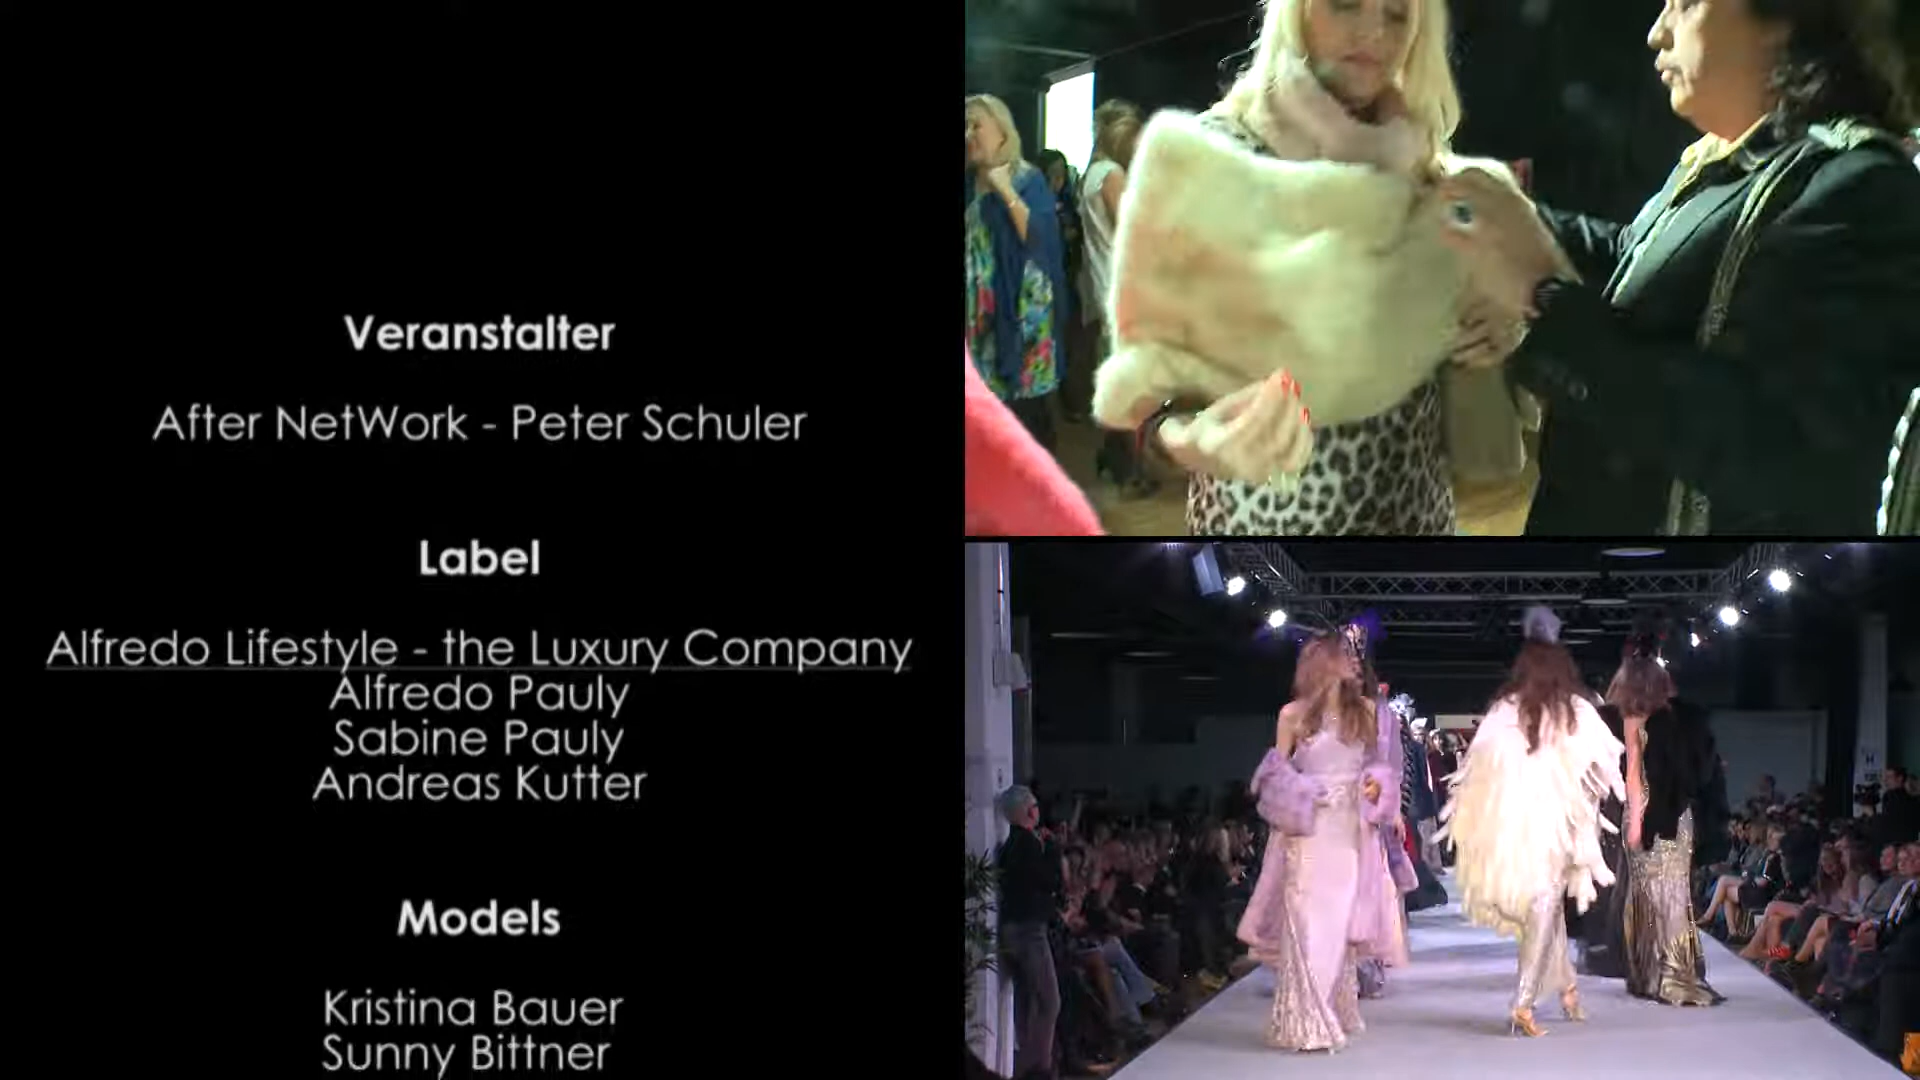 Veranstalter
After NetWork - Peter Schuler
Label
Alfredo Lifestyle - the Luxury Company
Alfredo Pauly
Sabine Pauly
Andreas Kutter
Models
Kristina Bauer
Sunny Bittner